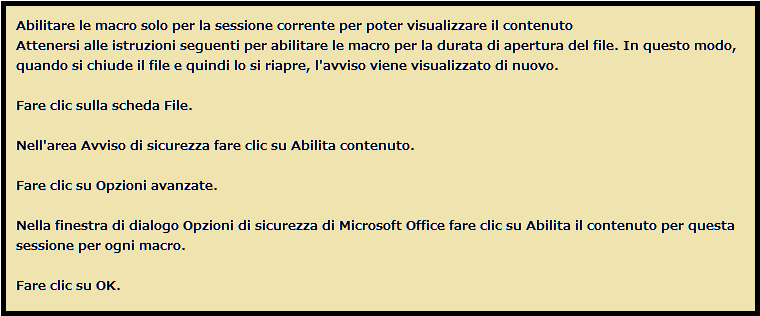 Abilitare le macro solo per la sessione corrente per poter visualizzare il contenuto
Attenersi alle istruzioni seguenti per abilitare le macro per la durata di apertura del file. In questo modo,
quando si chiude il file e quindi lo si riapre, l'avviso viene visualizzato di nuovo.
Fare clic sulla scheda File.
Nell'area Avviso di sicurezza fare clic su Abilita contenuto.
Fare clic su Opzioni avanzate.
Nella finestra di dialogo Opzioni di sicurezza di Microsoft Office fare clic su Abilita il contenuto per questa
sessione per ogni macro.
Fare clic su OK.